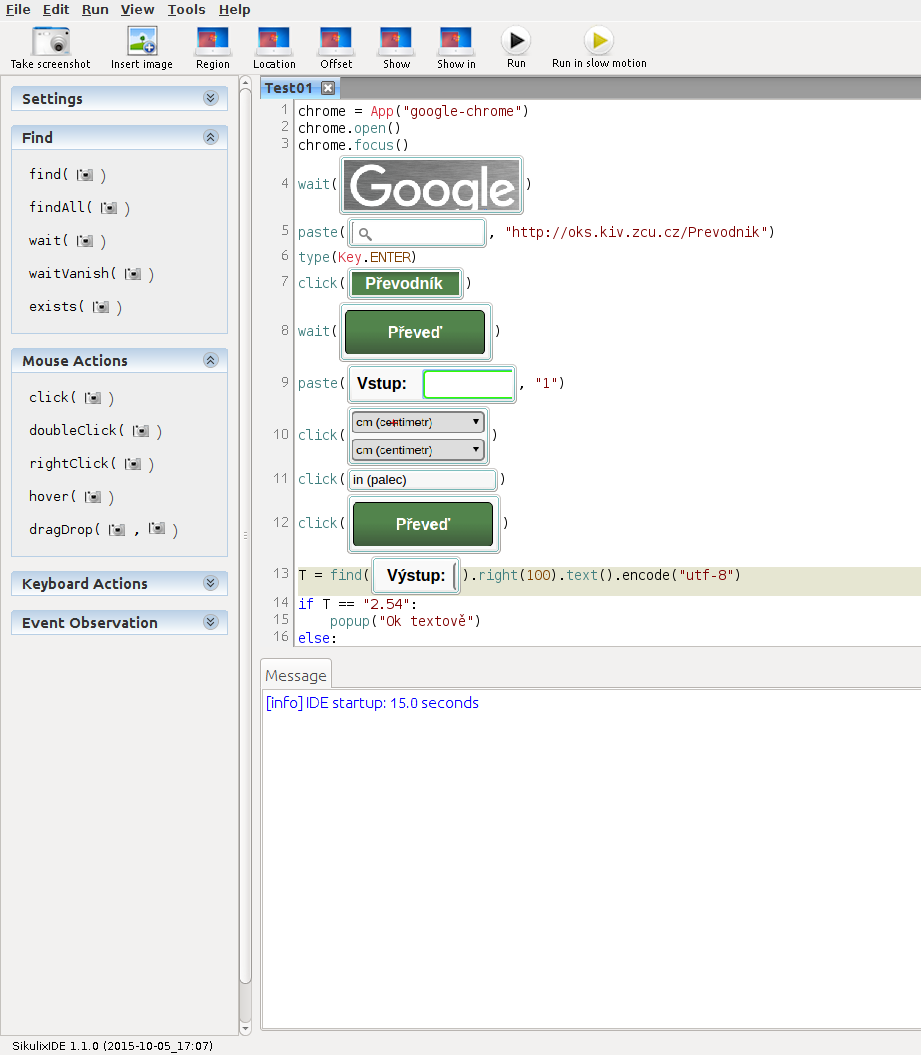 File Edit Run View Tools Help
Take screenshot Insert image Region Location Offset Show Show in Run Run in slow motion
Settings
Find
find( )
findAll( )
wait( )
waitVanish( )
exists( )
Mouse Actions
click( )
doubleClick( )
rightClick( )
hover( )
dragDrop( , )
Keyboard Actions
Event Observation
Test01
1 chrome = App("google-chrome")
2 chrome.open()
3 chrome.focus()
4 wait( Google )
5 paste( , "http://oks.kiv.zcu.cz/Prevodnik")
6 type(Key.ENTER)
7 click( Převodník )
8 wait( Převeď )
9 paste( Vstup: , "1")
10 click( cm (centimetr)
cm (centimetr) )
11 click( in (palec) )
12 click( Převeď )
13 T = find( Výstup: ).right(100).text().encode("utf-8")
14 if T == "2.54":
15 popup("Ok textově")
16 else:
Message
[info] IDE startup: 15.0 seconds
SikulixIDE 1.1.0 (2015-10-05_17:07)